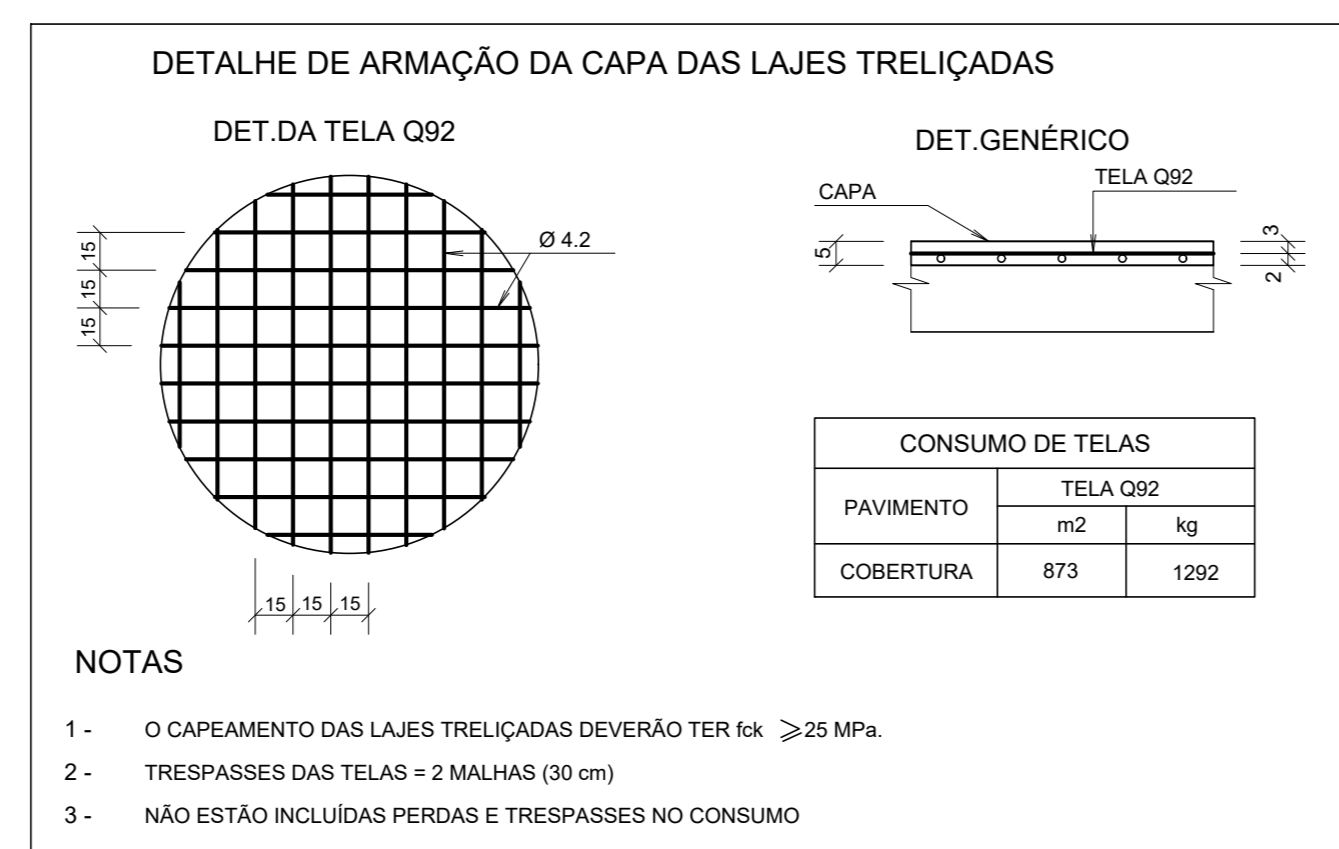 DETALHE DE ARMAÇÃO DA CAPA DAS LAJES TRELIÇADAS
DET.DA TELA Q92
15
15
15
Ø 4.2
15 15 15
DET.GENÉRICO
CAPA
TELA Q92
5
3
2
CONSUMO DE TELAS
PAVIMENTO
TELA Q92
m2 kg
COBERTURA 873 1292
NOTAS
1 - O CAPEAMENTO DAS LAJES TRELIÇADAS DEVERÃO TER fck ⩾25 MPa.
2 - TRESPASSES DAS TELAS = 2 MALHAS (30 cm)
3 - NÃO ESTÃO INCLUÍDAS PERDAS E TRESPASSES NO CONSUMO